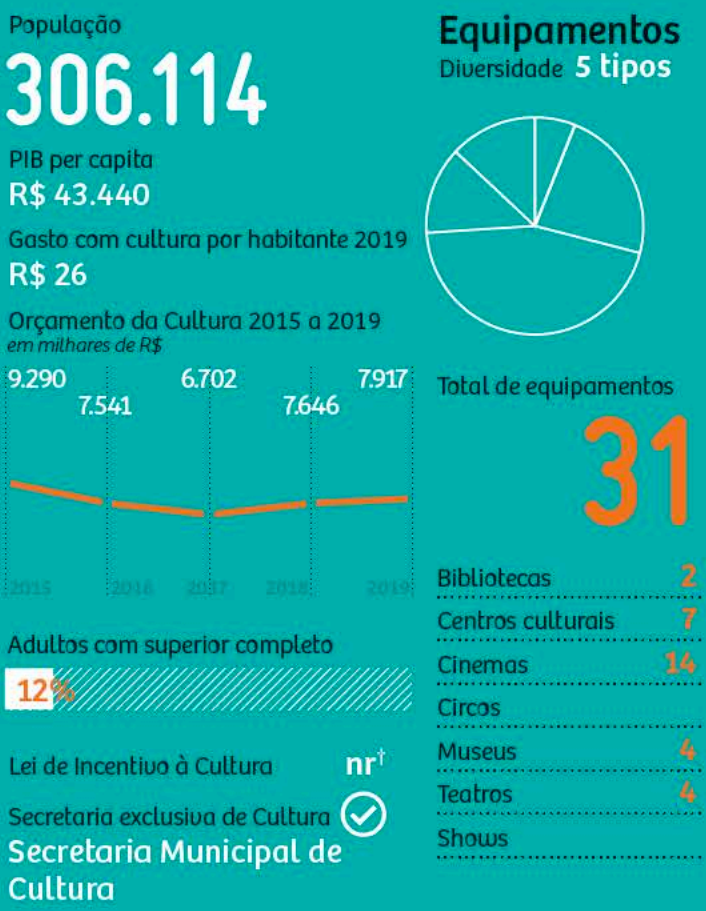 População
306.114
PIB per capita
R$ 43.440
Gasto com cultura por habitante 2019
R$ 26
Orçamento da Cultura 2015 a 2019
em milhares de R$
9.290
7.541
6.702
7.646
7.917
2015 2016 2017 2018 2019
Adultos com superior completo
12%
Lei de Incentivo à Cultura nr†
Secretaria exclusiva de Cultura
Secretaria Municipal de
Cultura
Equipamentos
Diversidade 5 tipos
Total de equipamentos
31
Bibliotecas 2
Centros culturais 7
Cinemas 14
Circos
Museus 4
Teatros 4
Shows